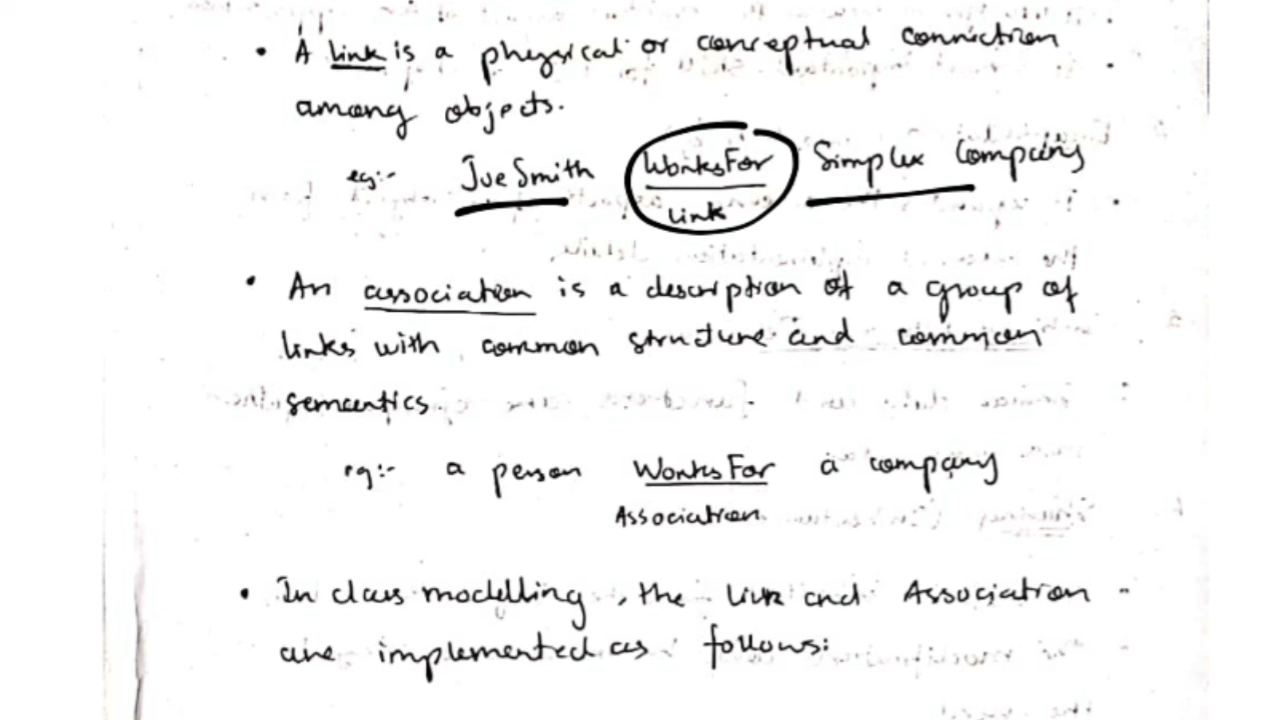 • A link is a physical or conceptual connection
among objects.
eg:- Joe Smith WorksFor Simplex Company
link
• An association is a description of a group of
links with common structure and common
semantics
eg:- a person WorksFor a company
Association
• In class modelling, the link and Association
are implemented as follows: